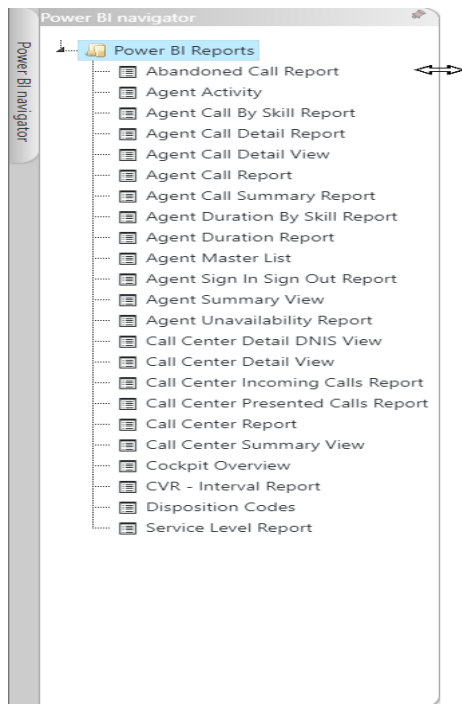 Power BI navigator
Power BI navigator
Power BI Reports
Abandoned Call Report
Agent Activity
Agent Call By Skill Report
Agent Call Detail Report
Agent Call Detail View
Agent Call Report
Agent Call Summary Report
Agent Duration By Skill Report
Agent Duration Report
Agent Master List
Agent Sign In Sign Out Report
Agent Summary View
Agent Unavailability Report
Call Center Detail DNIS View
Call Center Detail View
Call Center Incoming Calls Report
Call Center Presented Calls Report
Call Center Report
Call Center Summary View
Cockpit Overview
CVR - Interval Report
Disposition Codes
Service Level Report